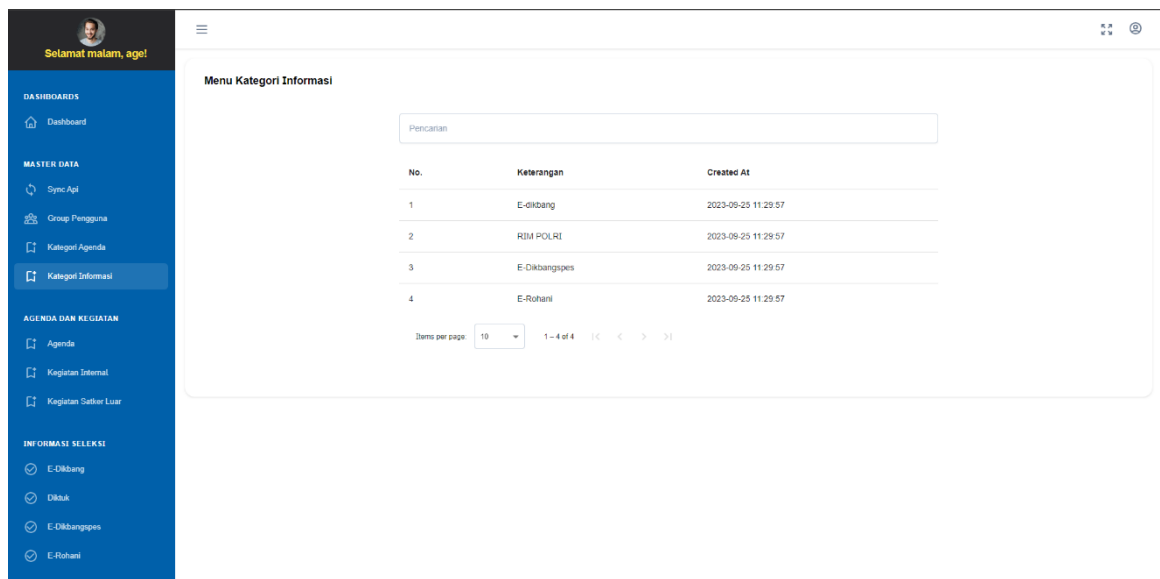 Selamat malam, age!
DASHBOARDS
Dashboard
MASTER DATA
Sync Api
Group Pengguna
Kategori Agenda
Kategori Informasi
AGENDA DAN KEGIATAN
Agenda
Kegiatan Internal
Kegiatan Satker Luar
INFORMASI SELEKSI
E-Dikbang
Diktuk
E-Dikbangspes
E-Rohani
Menu Kategori Informasi
Pencarian
No. Keterangan Created At
1 E-dikbang 2023-09-25 11:29:57
2 RIM POLRI 2023-09-25 11:29:57
3 E-Dikbangspes 2023-09-25 11:29:57
4 E-Rohani 2023-09-25 11:29:57
Items per page: 10 1 – 4 of 4